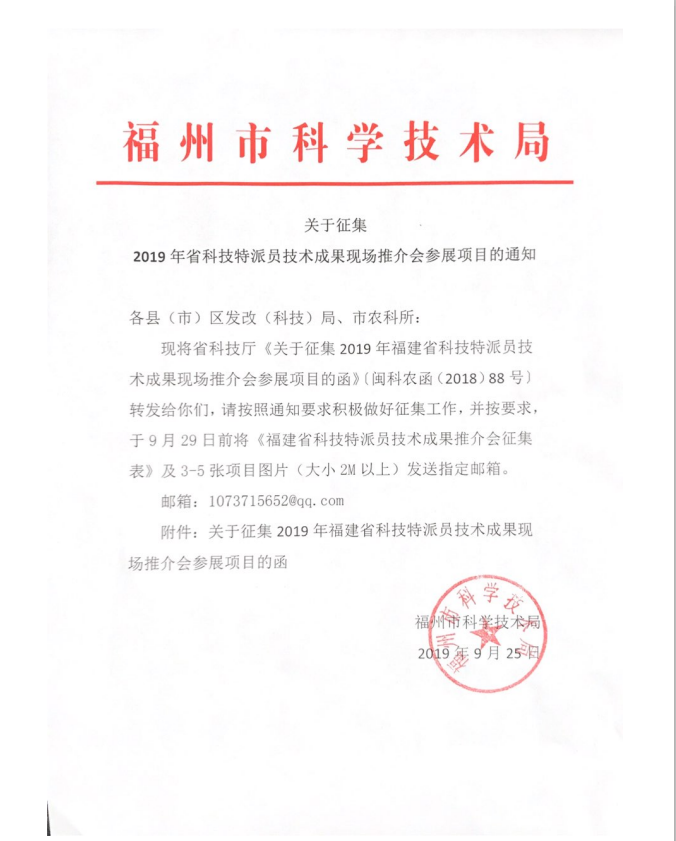 福州市科学技术局
关于征集
2019 年省科技特派员技术成果现场推介会参展项目的通知
各县（市）区发改（科技）局、市农科所：
现将省科技厅《关于征集 2019 年福建省科技特派员技
术成果现场推介会参展项目的函》〔闽科农函（2018）88 号〕
转发给你们，请按照通知要求积极做好征集工作，并按要求，
于 9 月 29 日前将《福建省科技特派员技术成果推介会征集
表》及 3-5 张项目图片（大小 2M 以上）发送指定邮箱。
邮箱：1073715652@qq.com
附件：关于征集 2019 年福建省科技特派员技术成果现
场推介会参展项目的函
福州市科学技术局
2019 年 9 月 25 日
福州市科学技术局